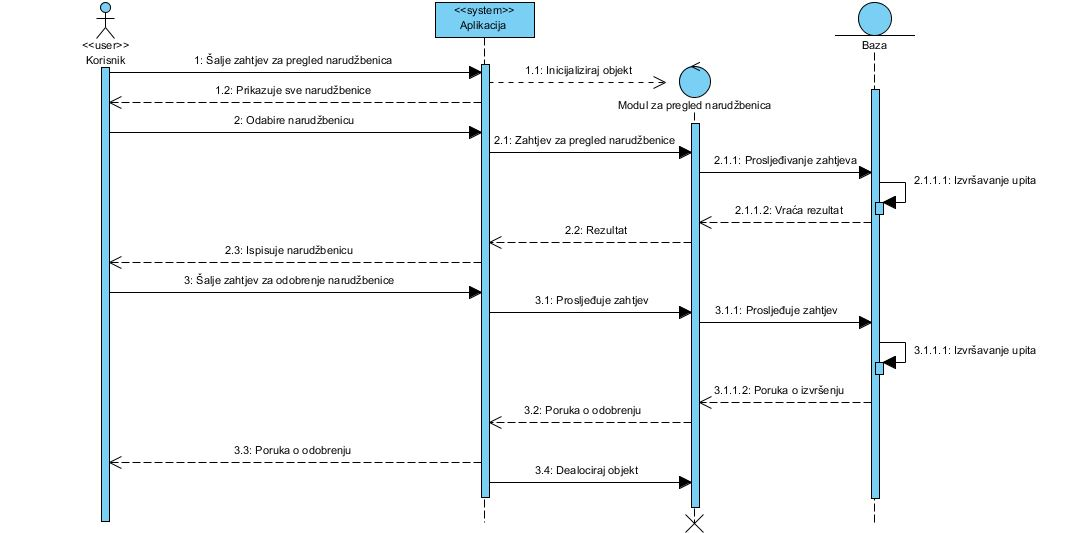 <<user>>
Korisnik
<<system>>
Aplikacija
Baza
1: Šalje zahtjev za pregled narudžbenica
1.1: Inicijaliziraj objekt
Modul za pregled narudžbenica
1.2: Prikazuje sve narudžbenice
2: Odabire narudžbenicu
2.1: Zahtjev za pregled narudžbenice
2.1.1: Prosljeđivanje zahtjeva
2.1.1.1: Izvršavanje upita
2.1.1.2: Vraća rezultat
2.2: Rezultat
2.3: Ispisuje narudžbenicu
3: Šalje zahtjev za odobrenje narudžbenice
3.1: Prosljeđuje zahtjev
3.1.1: Prosljeđuje zahtjev
3.1.1.1: Izvršavanje upita
3.1.1.2: Poruka o izvršenju
3.2: Poruka o odobrenju
3.3: Poruka o odobrenju
3.4: Dealociraj objekt